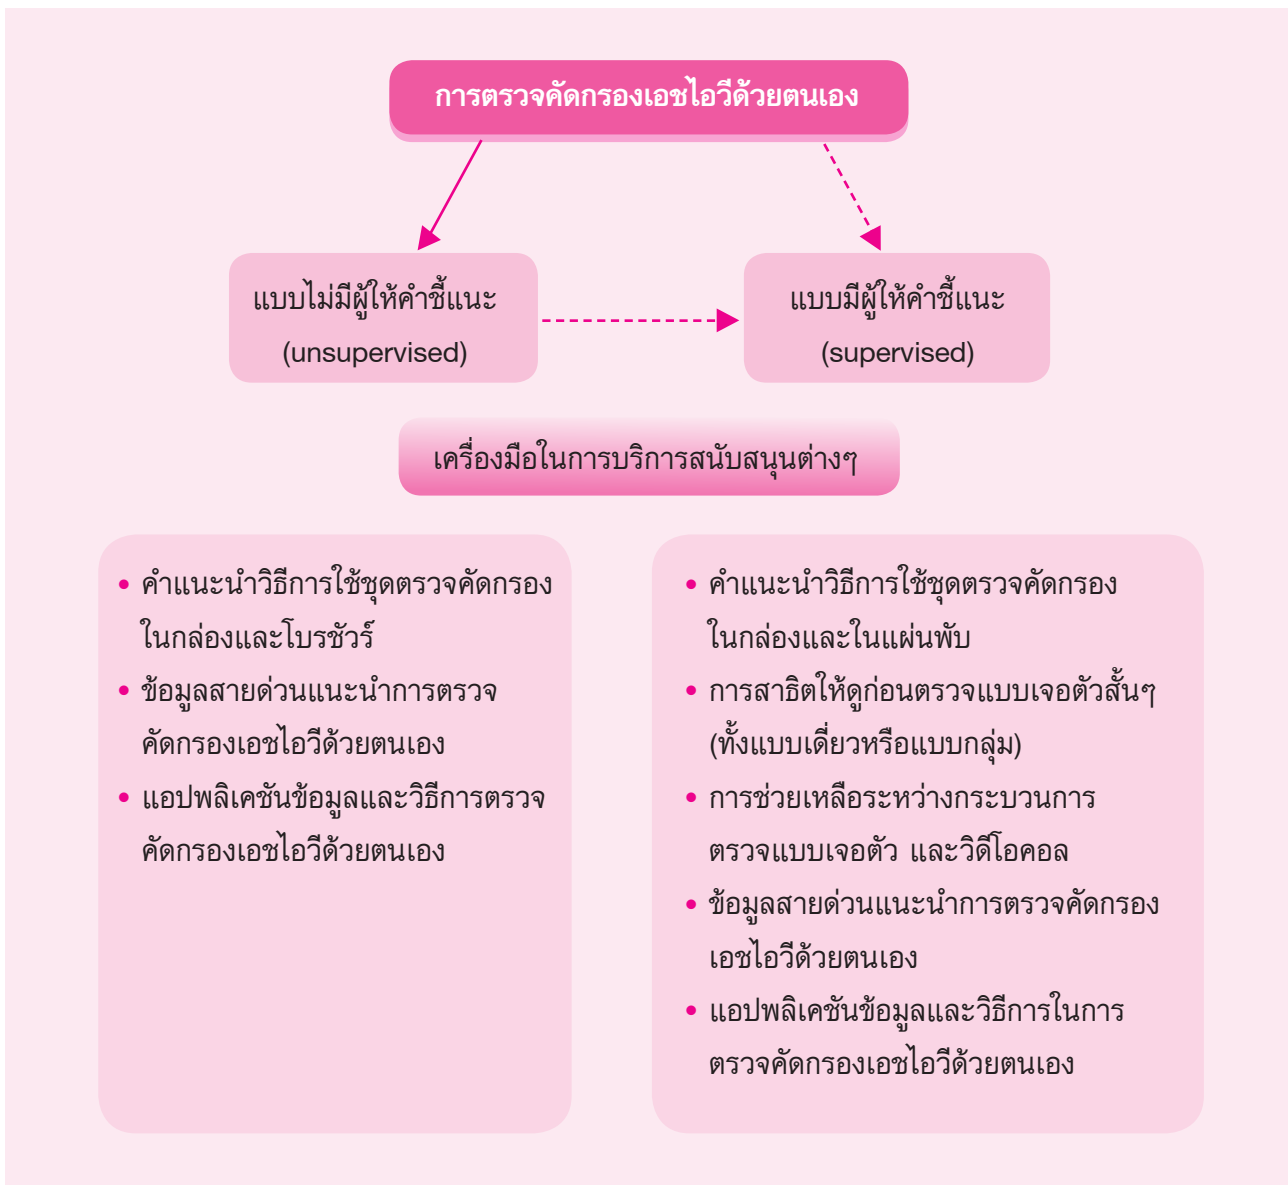 การตรวจคัดกรองเอชไอวีด้วยตนเอง
แบบไม่มีผู้ให้คำชี้แนะ
(unsupervised)
แบบมีผู้ให้คำชี้แนะ
(supervised)
เครื่องมือในการบริการสนับสนุนต่างๆ
• คำแนะนำวิธีการใช้ชุดตรวจคัดกรอง
ในกล่องและโบรชัวร์
• ข้อมูลสายด่วนแนะนำการตรวจ
คัดกรองเอชไอวีด้วยตนเอง
• แอปพลิเคชันข้อมูลและวิธีการตรวจ
คัดกรองเอชไอวีด้วยตนเอง
• คำแนะนำวิธีการใช้ชุดตรวจคัดกรอง
ในกล่องและในแผ่นพับ
• การสาธิตให้ดูก่อนตรวจแบบเจอตัวสั้นๆ
(ทั้งแบบเดี่ยวหรือแบบกลุ่ม)
• การช่วยเหลือระหว่างกระบวนการ
ตรวจแบบเจอตัว และวิดีโอคอล
• ข้อมูลสายด่วนแนะนำการตรวจคัดกรอง
เอชไอวีด้วยตนเอง
• แอปพลิเคชันข้อมูลและวิธีการในการ
ตรวจคัดกรองเอชไอวีด้วยตนเอง